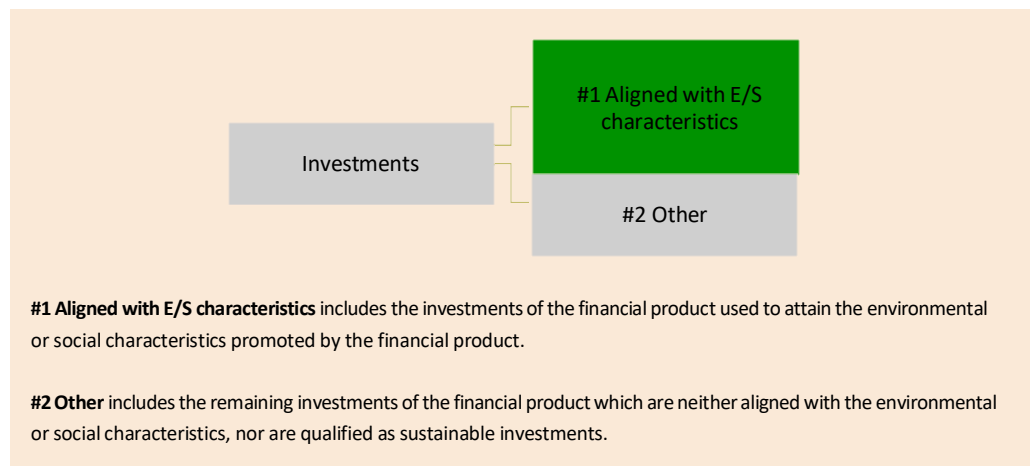 #1 Aligned with E/S
characteristics
Investments
#2 Other
#1 Aligned with E/S characteristics includes the investments of the financial product used to attain the environmental
or social characteristics promoted by the financial product.
#2 Other includes the remaining investments of the financial product which are neither aligned with the environmental
or social characteristics, nor are qualified as sustainable investments.